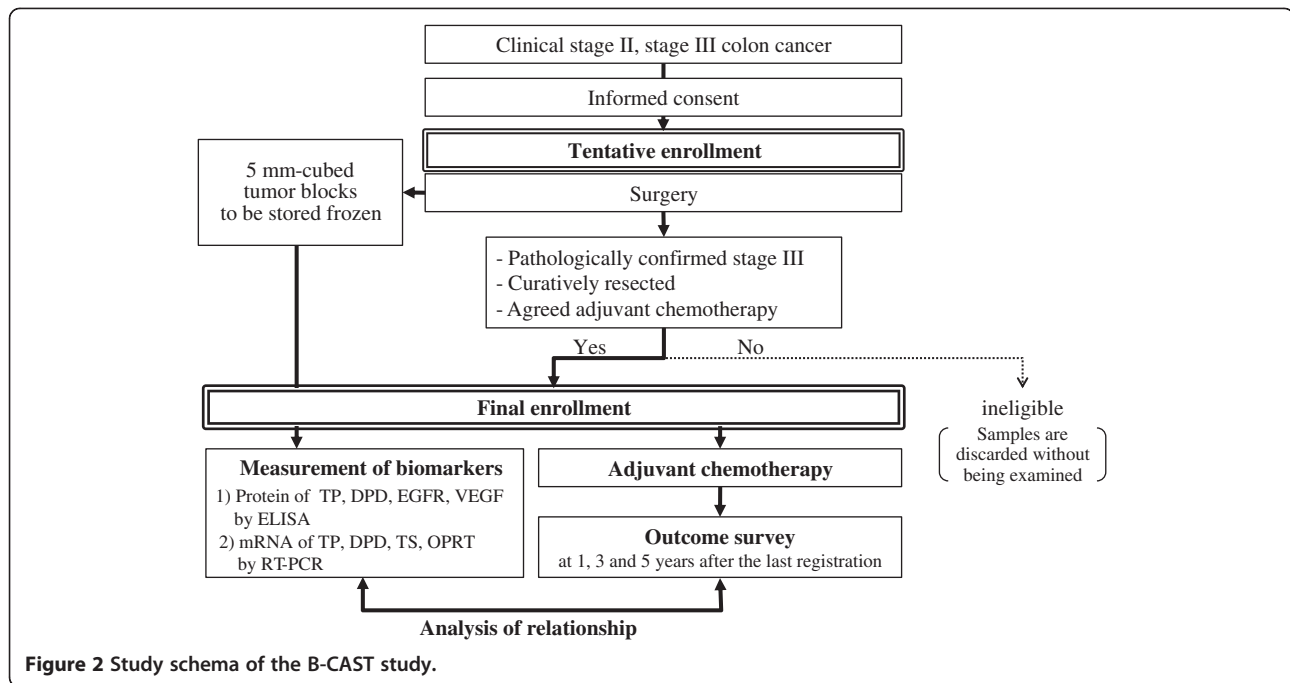 Clinical stage II, stage III colon cancer
Informed consent
Tentative enrollment
5 mm-cubed
tumor blocks
to be stored frozen
Surgery
- Pathologically confirmed stage III
- Curatively resected
- Agreed adjuvant chemotherapy
Yes
No
Final enrollment
ineligible
Samples are
discarded without
being examined
Measurement of biomarkers
1) Protein of TP, DPD, EGFR, VEGF
by ELISA
2) mRNA of TP, DPD, TS, OPRT
by RT-PCR
Adjuvant chemotherapy
Outcome survey
at 1, 3 and 5 years after the last registration
Analysis of relationship
Figure 2 Study schema of the B-CAST study.